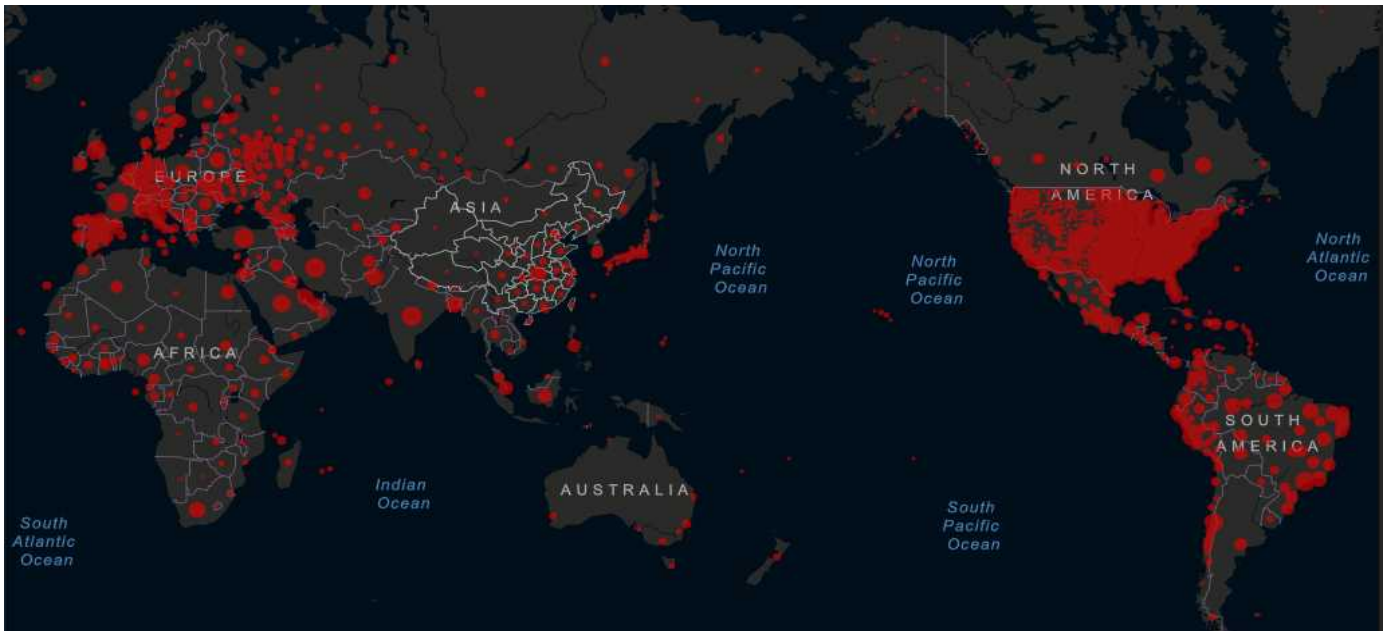 EUROPE
ASIA
NORTH
AMERICA
North
Pacific
Ocean
North
Pacific
Ocean
North
Atlantic
Ocean
AFRICA
SOUTH
AMERICA
Indian
Ocean
AUSTRALIA
South
Atlantic
Ocean
South
Pacific
Ocean